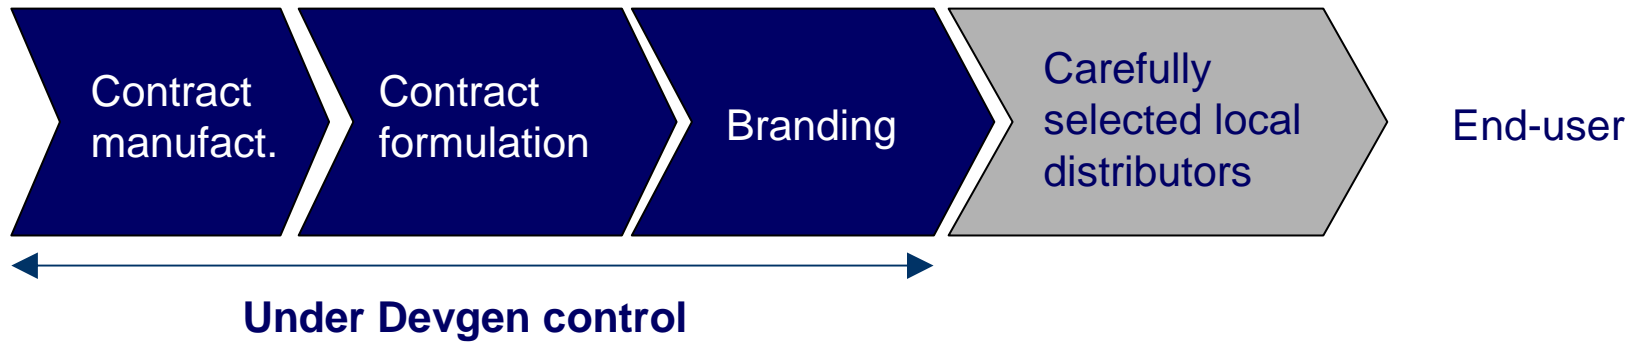 Contract
manufact.
Contract
formulation
Branding
Carefully
selected local
distributors
End-user
Under Devgen control